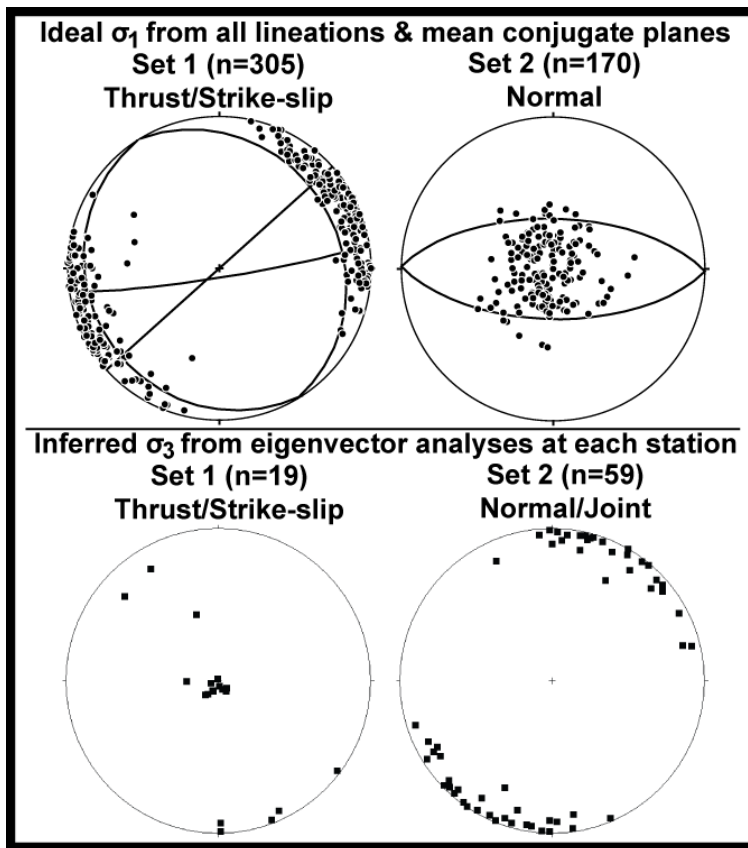 Ideal σ1 from all lineations & mean conjugate planes
Set 1 (n=305)
Thrust/Strike-slip
Set 2 (n=170)
Normal
Inferred σ3 from eigenvector analyses at each station
Set 1 (n=19)
Thrust/Strike-slip
Set 2 (n=59)
Normal/Joint